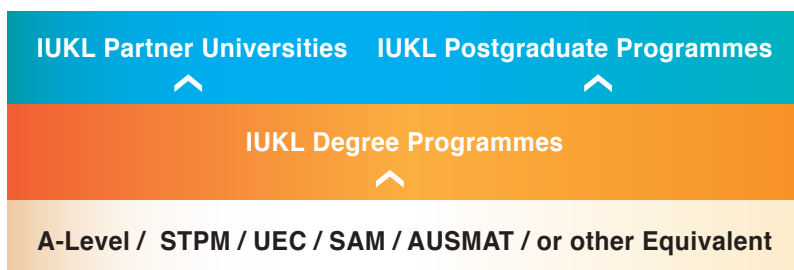 IUKL Partner Universities IUKL Postgraduate Programmes
IUKL Degree Programmes
A-Level / STPM / UEC / SAM / AUSMAT / or other Equivalent